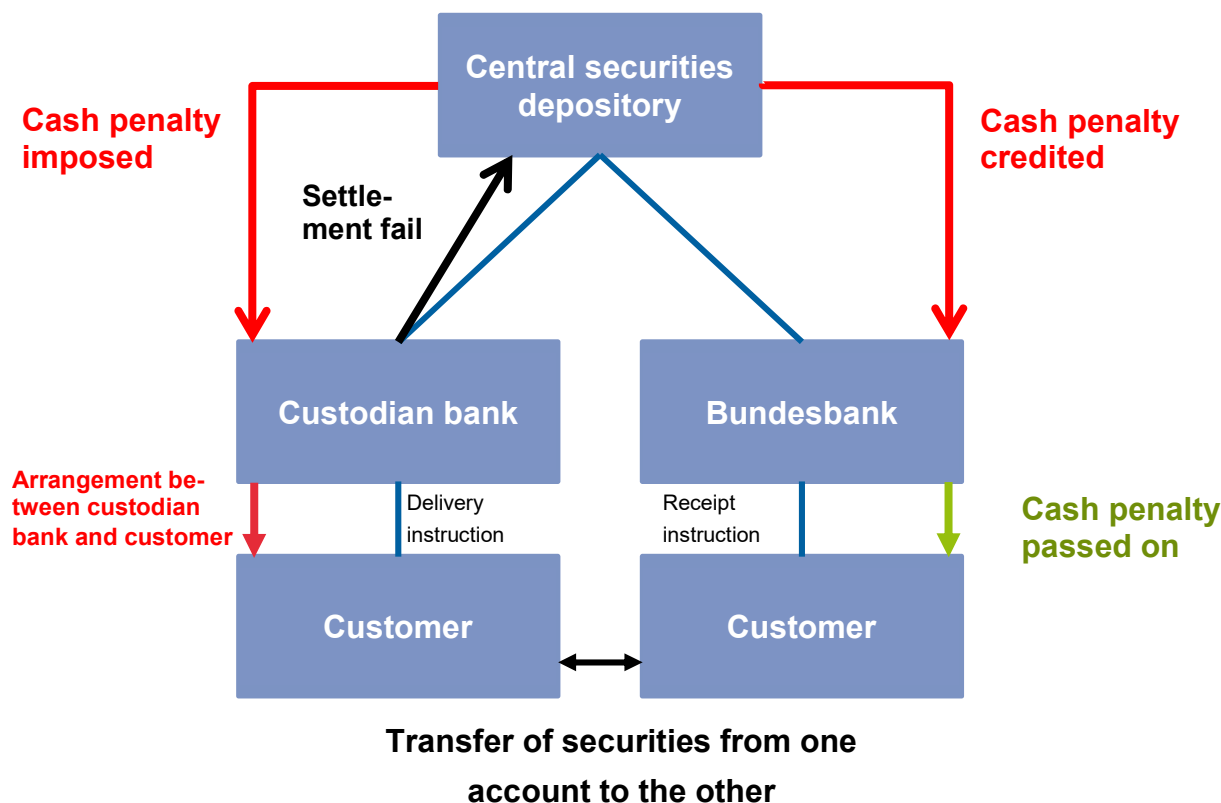 Central securities
depository
Cash penalty
imposed
Cash penalty
credited
Settle-
ment fail
Custodian bank
Bundesbank
Arrangement be-
tween custodian
bank and customer
Delivery
instruction
Receipt
instruction
Cash penalty
passed on
Customer
Customer
Transfer of securities from one
account to the other